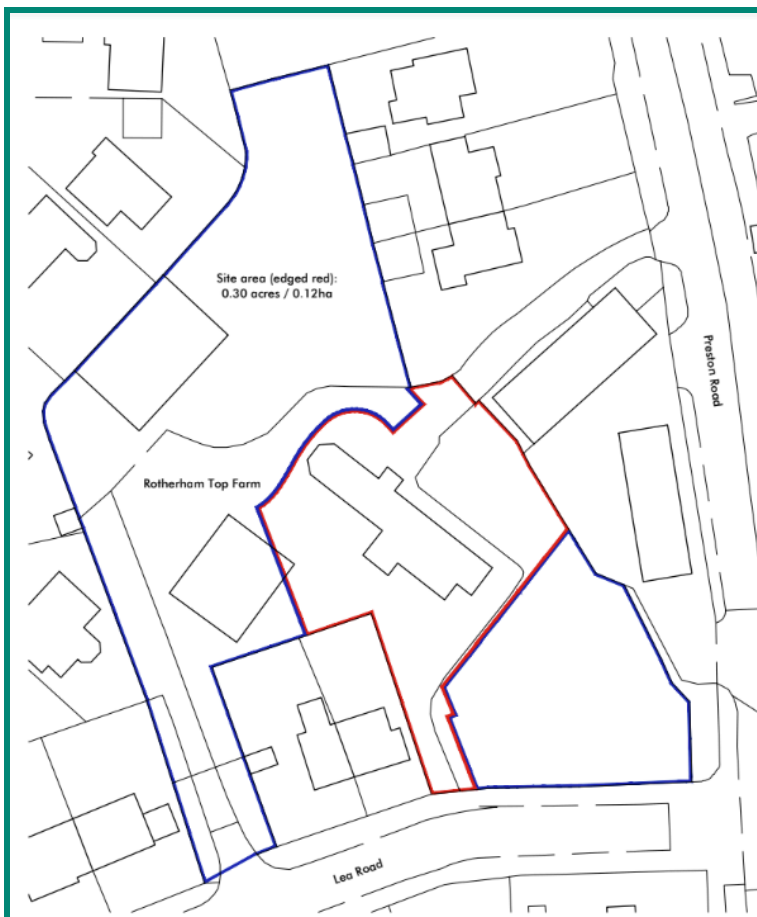 Site area (edged red):
0.30 acres / 0.12ha
Preston Road
Rotherham Top Farm
Lea Road